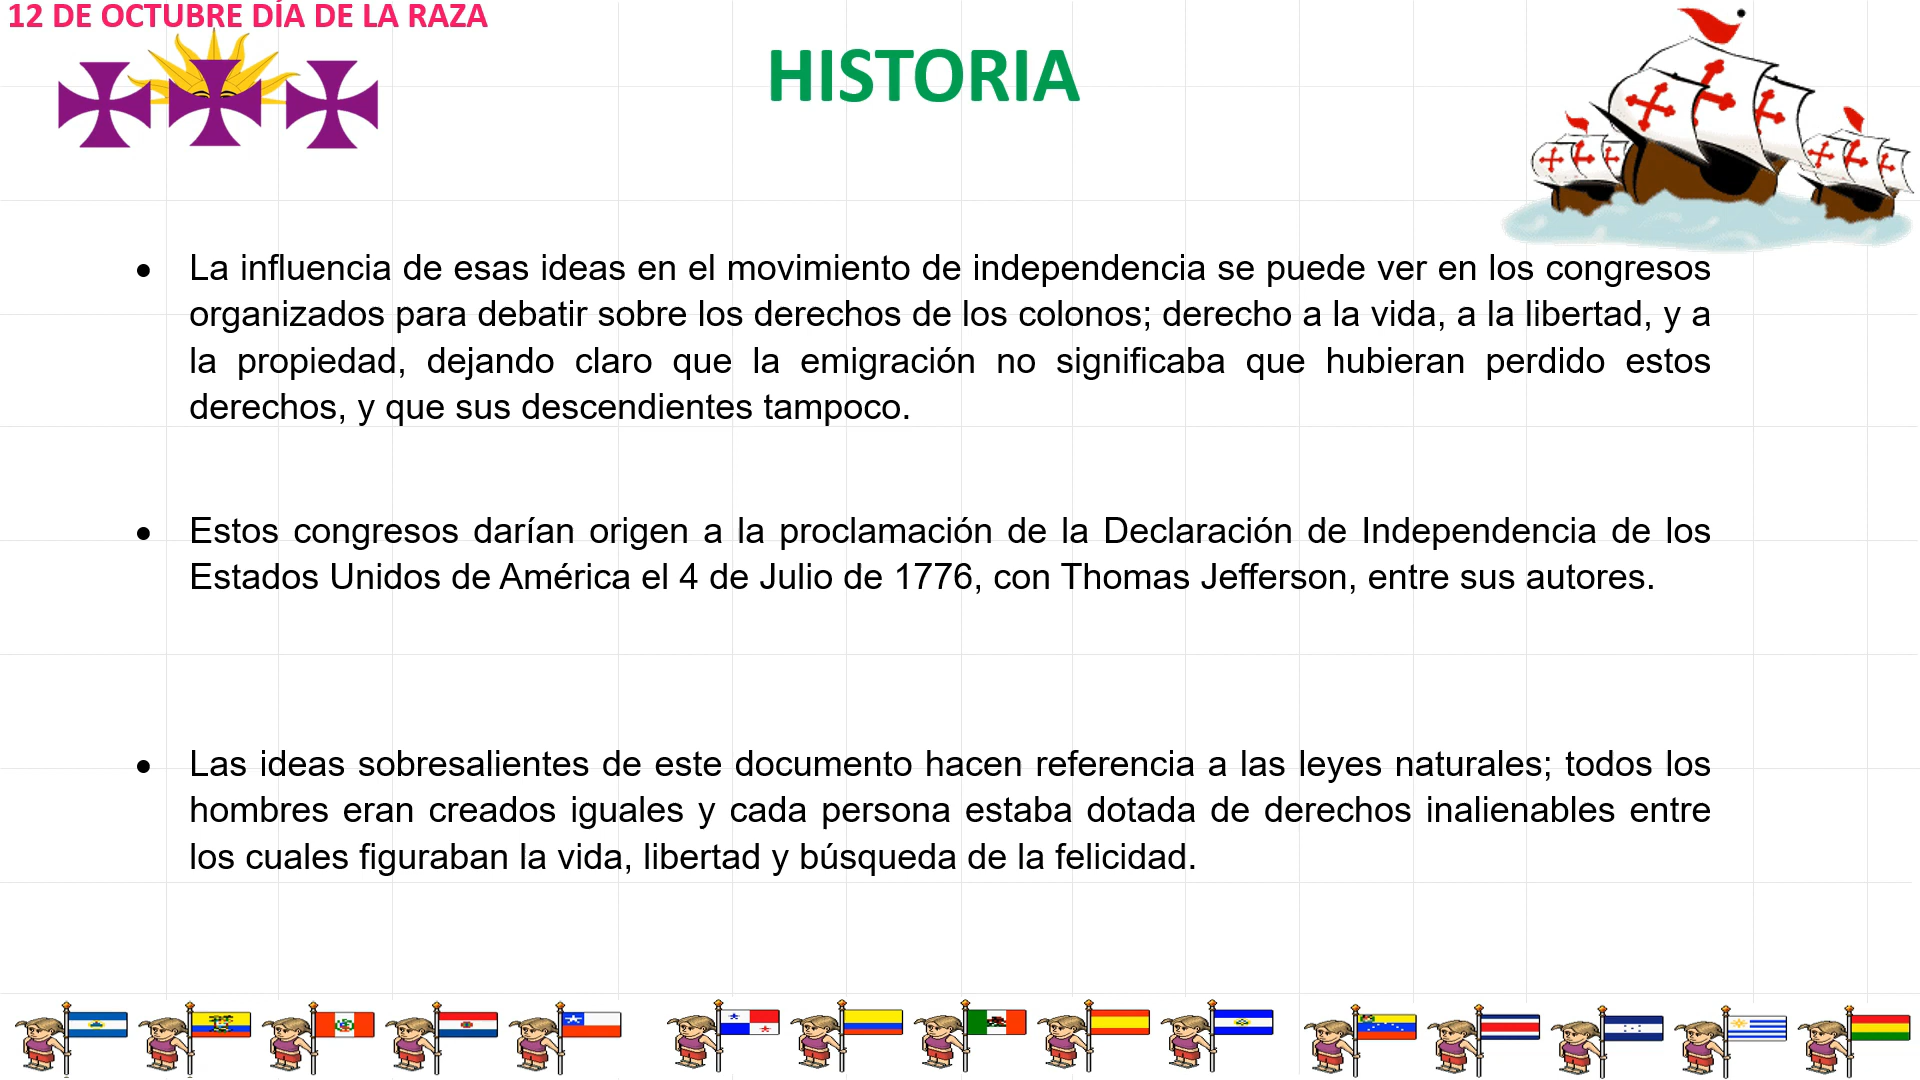 12 DE OCTUBRE DÍA DE LA RAZA
HISTORIA
● La influencia de esas ideas en el movimiento de independencia se puede ver en los congresos
organizados para debatir sobre los derechos de los colonos; derecho a la vida, a la libertad, y a
la propiedad, dejando claro que la emigración no significaba que hubieran perdido estos
derechos, y que sus descendientes tampoco.
● Estos congresos darían origen a la proclamación de la Declaración de Independencia de los
Estados Unidos de América el 4 de Julio de 1776, con Thomas Jefferson, entre sus autores.
● Las ideas sobresalientes de este documento hacen referencia a las leyes naturales; todos los
hombres eran creados iguales y cada persona estaba dotada de derechos inalienables entre
los cuales figuraban la vida, libertad y búsqueda de la felicidad.